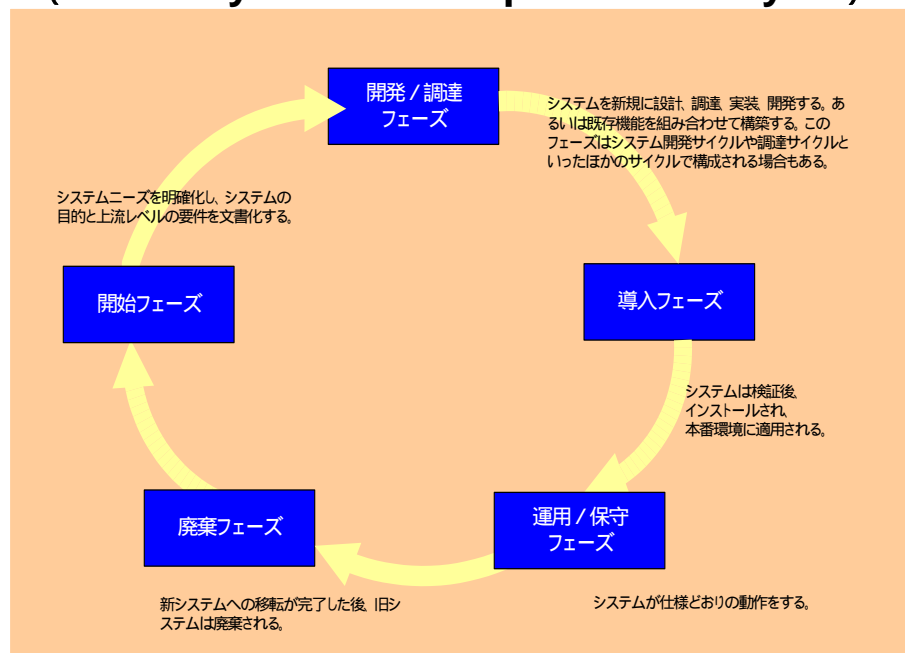 開発 / 調達
フェーズ
システムを新規に設計、調達、実装、開発する。あ
るいは既存機能を組み合わせて構築する。この
フェーズはシステム開発サイクルや調達サイクルと
いったほかのサイクルで構成される場合もある。
システムニーズを明確化し、システムの
目的と上流レベルの要件を文書化する。
開始フェーズ
導入フェーズ
システムは検証後、
インストールされ、
本番環境に適用される。
廃棄フェーズ
運用 / 保守
フェーズ
新システムへの移転が完了した後、旧シ
ステムは廃棄される。
システムが仕様どおりの動作をする。